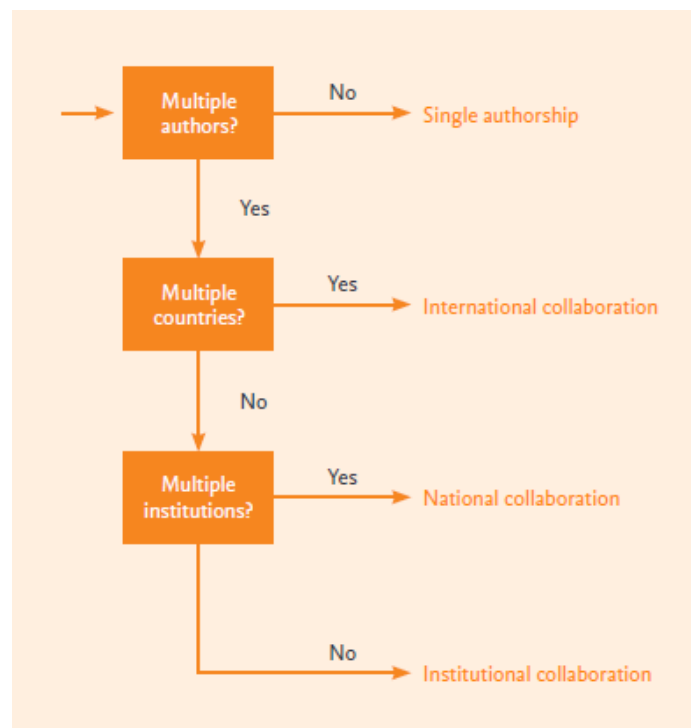 Multiple
authors?
No
Single authorship
Yes
Multiple
countries?
Yes
International collaboration
No
Multiple
institutions?
Yes
National collaboration
No
Institutional collaboration